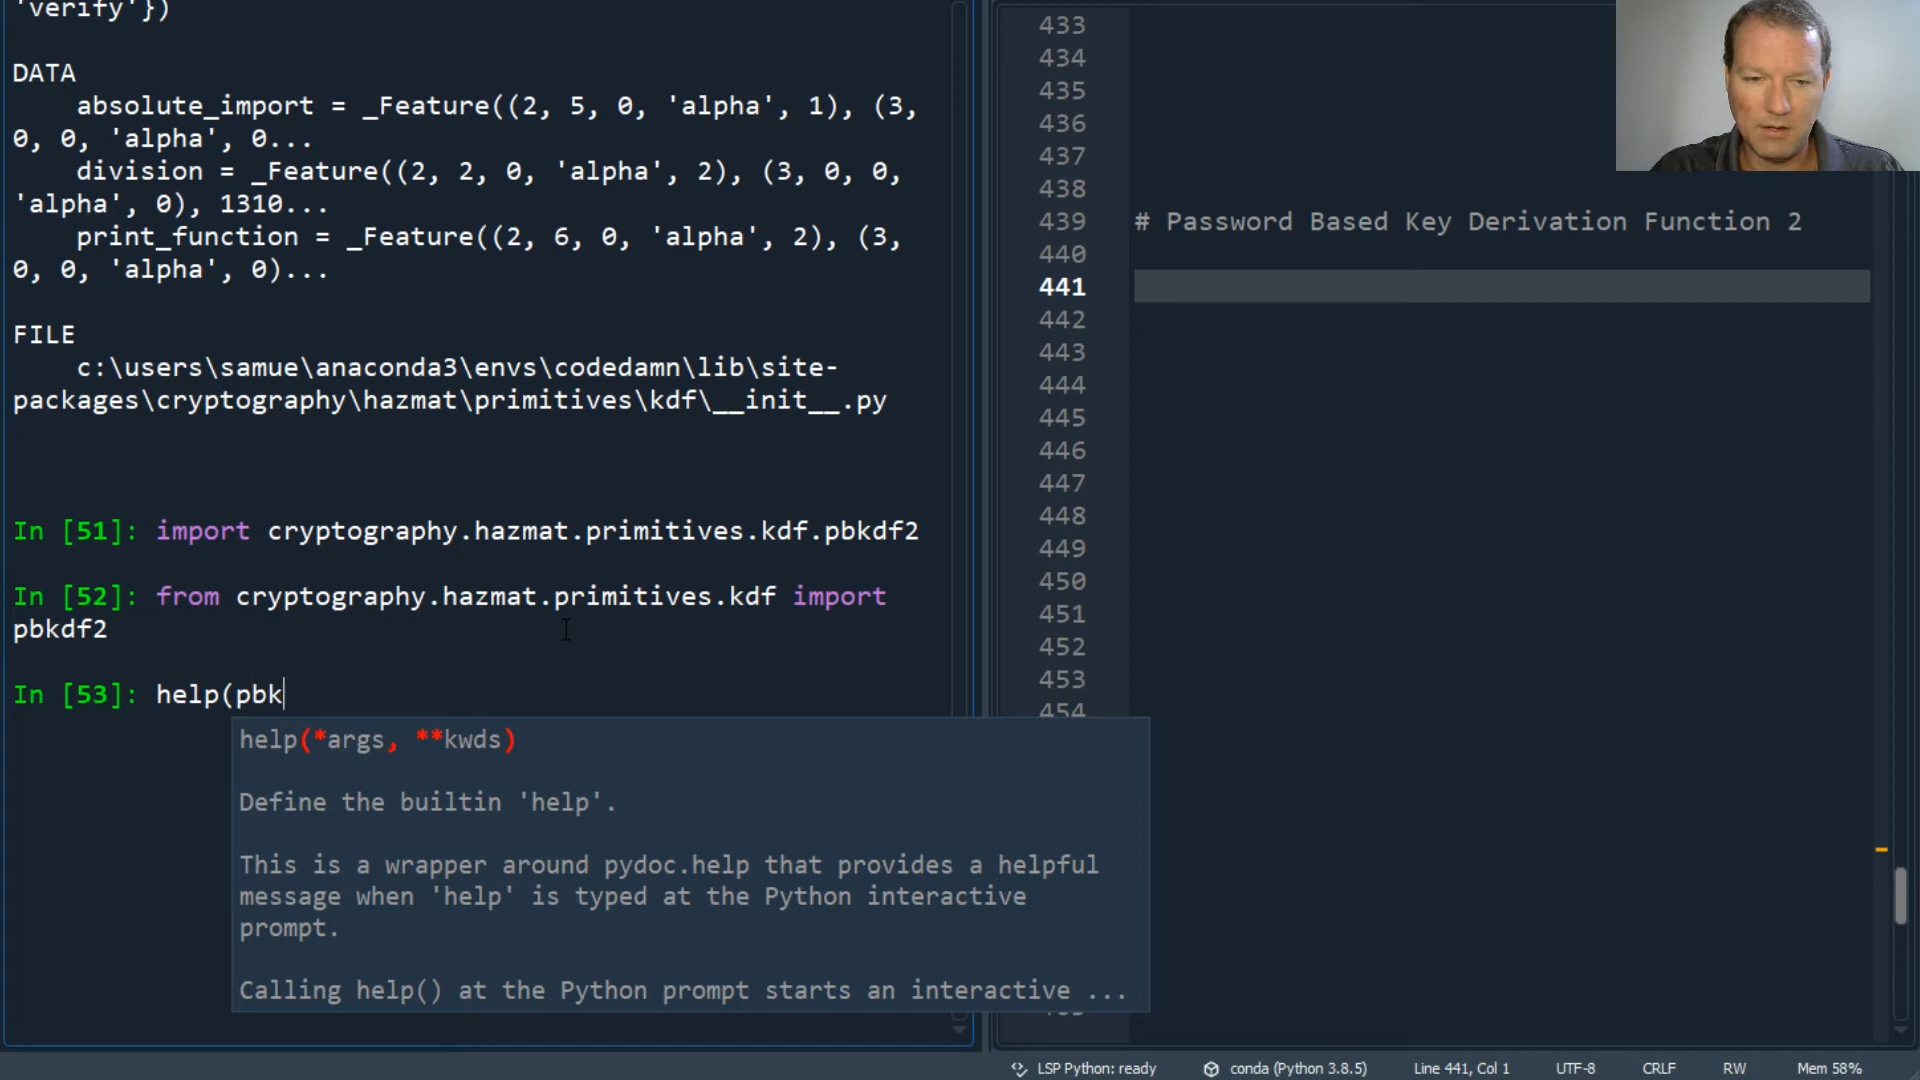 'verify'})
DATA
absolute_import = _Feature((2, 5, 0, 'alpha', 1), (3,
0, 0, 'alpha', 0...
division = _Feature((2, 2, 0, 'alpha', 2), (3, 0, 0,
'alpha', 0), 1310...
print_function = _Feature((2, 6, 0, 'alpha', 2), (3,
0, 0, 'alpha', 0)...
FILE
c:\users\samue\anaconda3\envs\codedamn\lib\site-
packages\cryptography\hazmat\primitives\kdf\__init__.py
In [51]: import cryptography.hazmat.primitives.kdf.pbkdf2
In [52]: from cryptography.hazmat.primitives.kdf import
pbkdf2
In [53]: help(pbk
help(*args, **kwds)
Define the builtin 'help'.
This is a wrapper around pydoc.help that provides a helpful
message when 'help' is typed at the Python interactive
prompt.
Calling help() at the Python prompt starts an interactive ...
433
434
435
436
437
438
439 # Password Based Key Derivation Function 2
440
441
442
443
444
445
446
447
448
449
450
451
452
453
454
LSP Python: ready
conda (Python 3.8.5)
Line 441, Col 1
UTF-8
CRLF
RW
Mem 58%